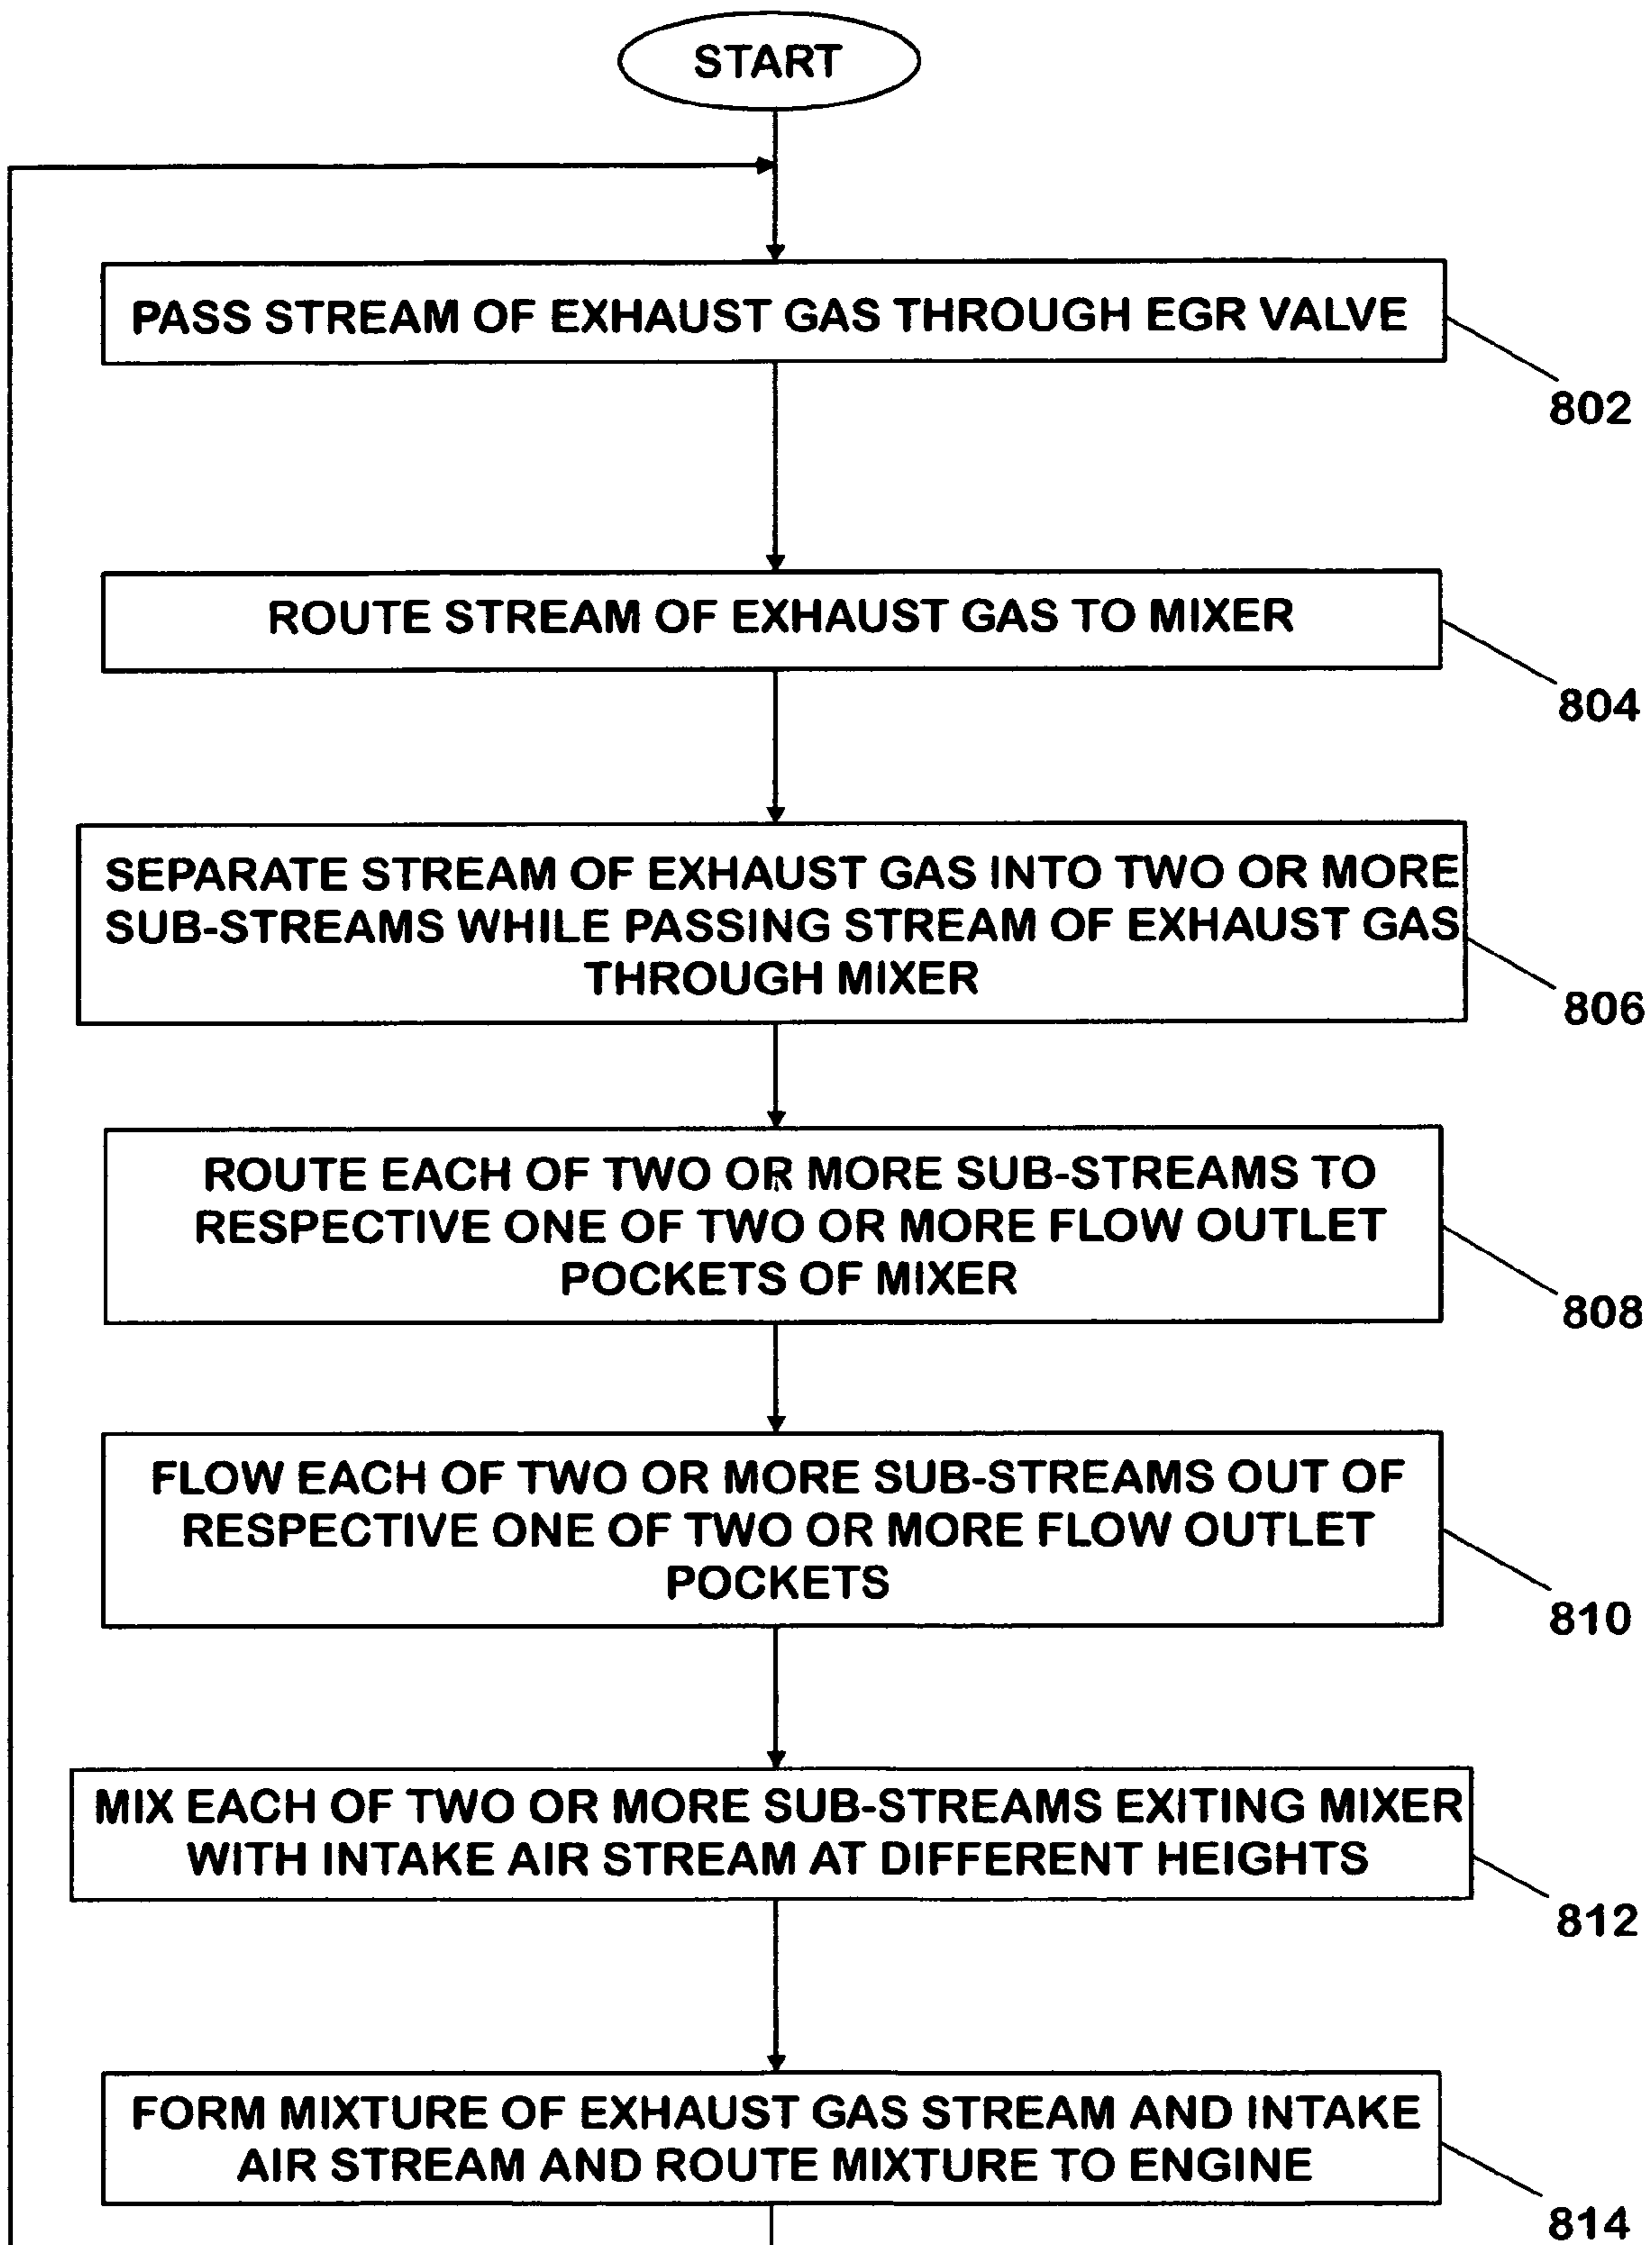 START
PASS STREAM OF EXHAUST GAS THROUGH EGR VALVE
802
ROUTE STREAM OF EXHAUST GAS TO MIXER
804
SEPARATE STREAM OF EXHAUST GAS INTO TWO OR MORE
SUB-STREAMS WHILE PASSING STREAM OF EXHAUST GAS
THROUGH MIXER
806
ROUTE EACH OF TWO OR MORE SUB-STREAMS TO
RESPECTIVE ONE OF TWO OR MORE FLOW OUTLET
POCKETS OF MIXER
808
FLOW EACH OF TWO OR MORE SUB-STREAMS OUT OF
RESPECTIVE ONE OF TWO OR MORE FLOW OUTLET
POCKETS
810
MIX EACH OF TWO OR MORE SUB-STREAMS EXITING MIXER
WITH INTAKE AIR STREAM AT DIFFERENT HEIGHTS
812
FORM MIXTURE OF EXHAUST GAS STREAM AND INTAKE
AIR STREAM AND ROUTE MIXTURE TO ENGINE
814